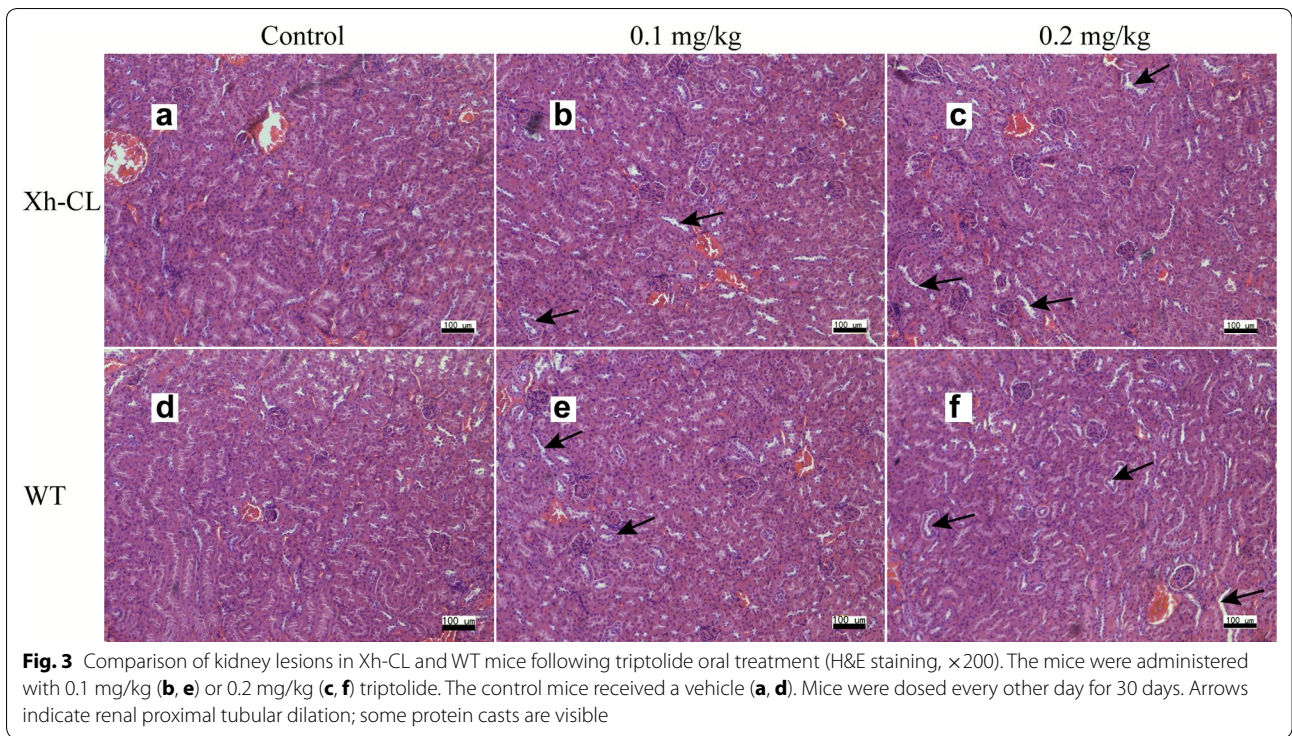 Control 0.1 mg/kg 0.2 mg/kg
a b c
Xh-CL
100 um 100 um 100 um
d e f
WT
100 um 100 um 100 um
Fig. 3 Comparison of kidney lesions in Xh-CL and WT mice following triptolide oral treatment (H&E staining, ×200). The mice were administered
with 0.1 mg/kg (b, e) or 0.2 mg/kg (c, f) triptolide. The control mice received a vehicle (a, d). Mice were dosed every other day for 30 days. Arrows
indicate renal proximal tubular dilation; some protein casts are visible